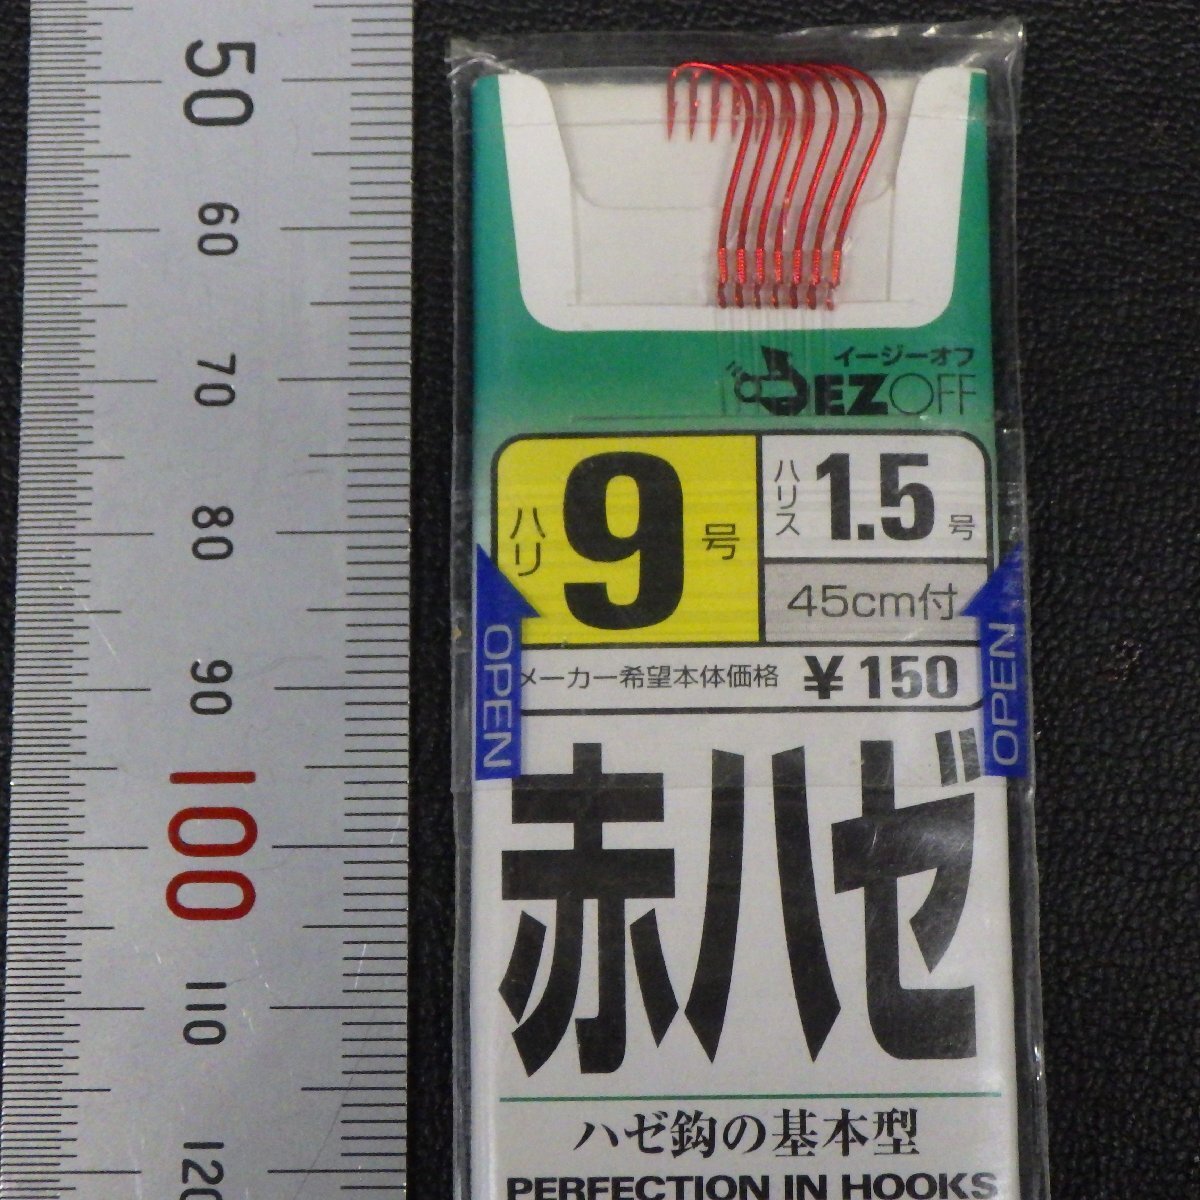 50
60
70
80
90
100
110
120
イージーオフ
EZOFF
ハリ 9 号
ハリス 1.5 号
45cm付
OPEN
OPEN
メーカー希望本体価格 ¥150
赤ハゼ
ハゼ鈎の基本型
PERFECTION IN HOOKS